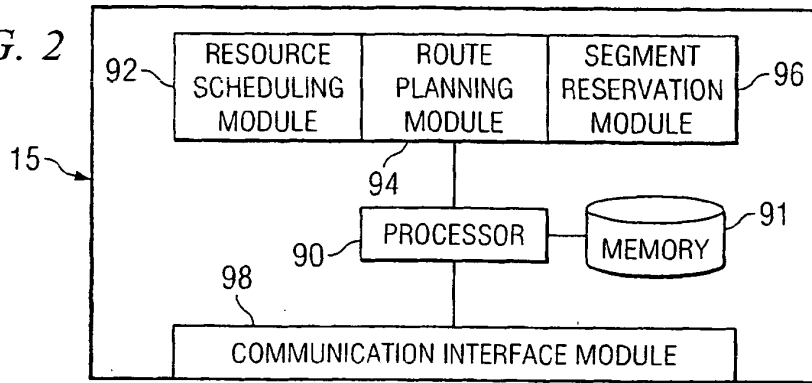 G. 2
RESOURCE SCHEDULING MODULE
ROUTE PLANNING MODULE
SEGMENT RESERVATION MODULE
92
96
15
94
PROCESSOR
90
MEMORY
91
98
COMMUNICATION INTERFACE MODULE